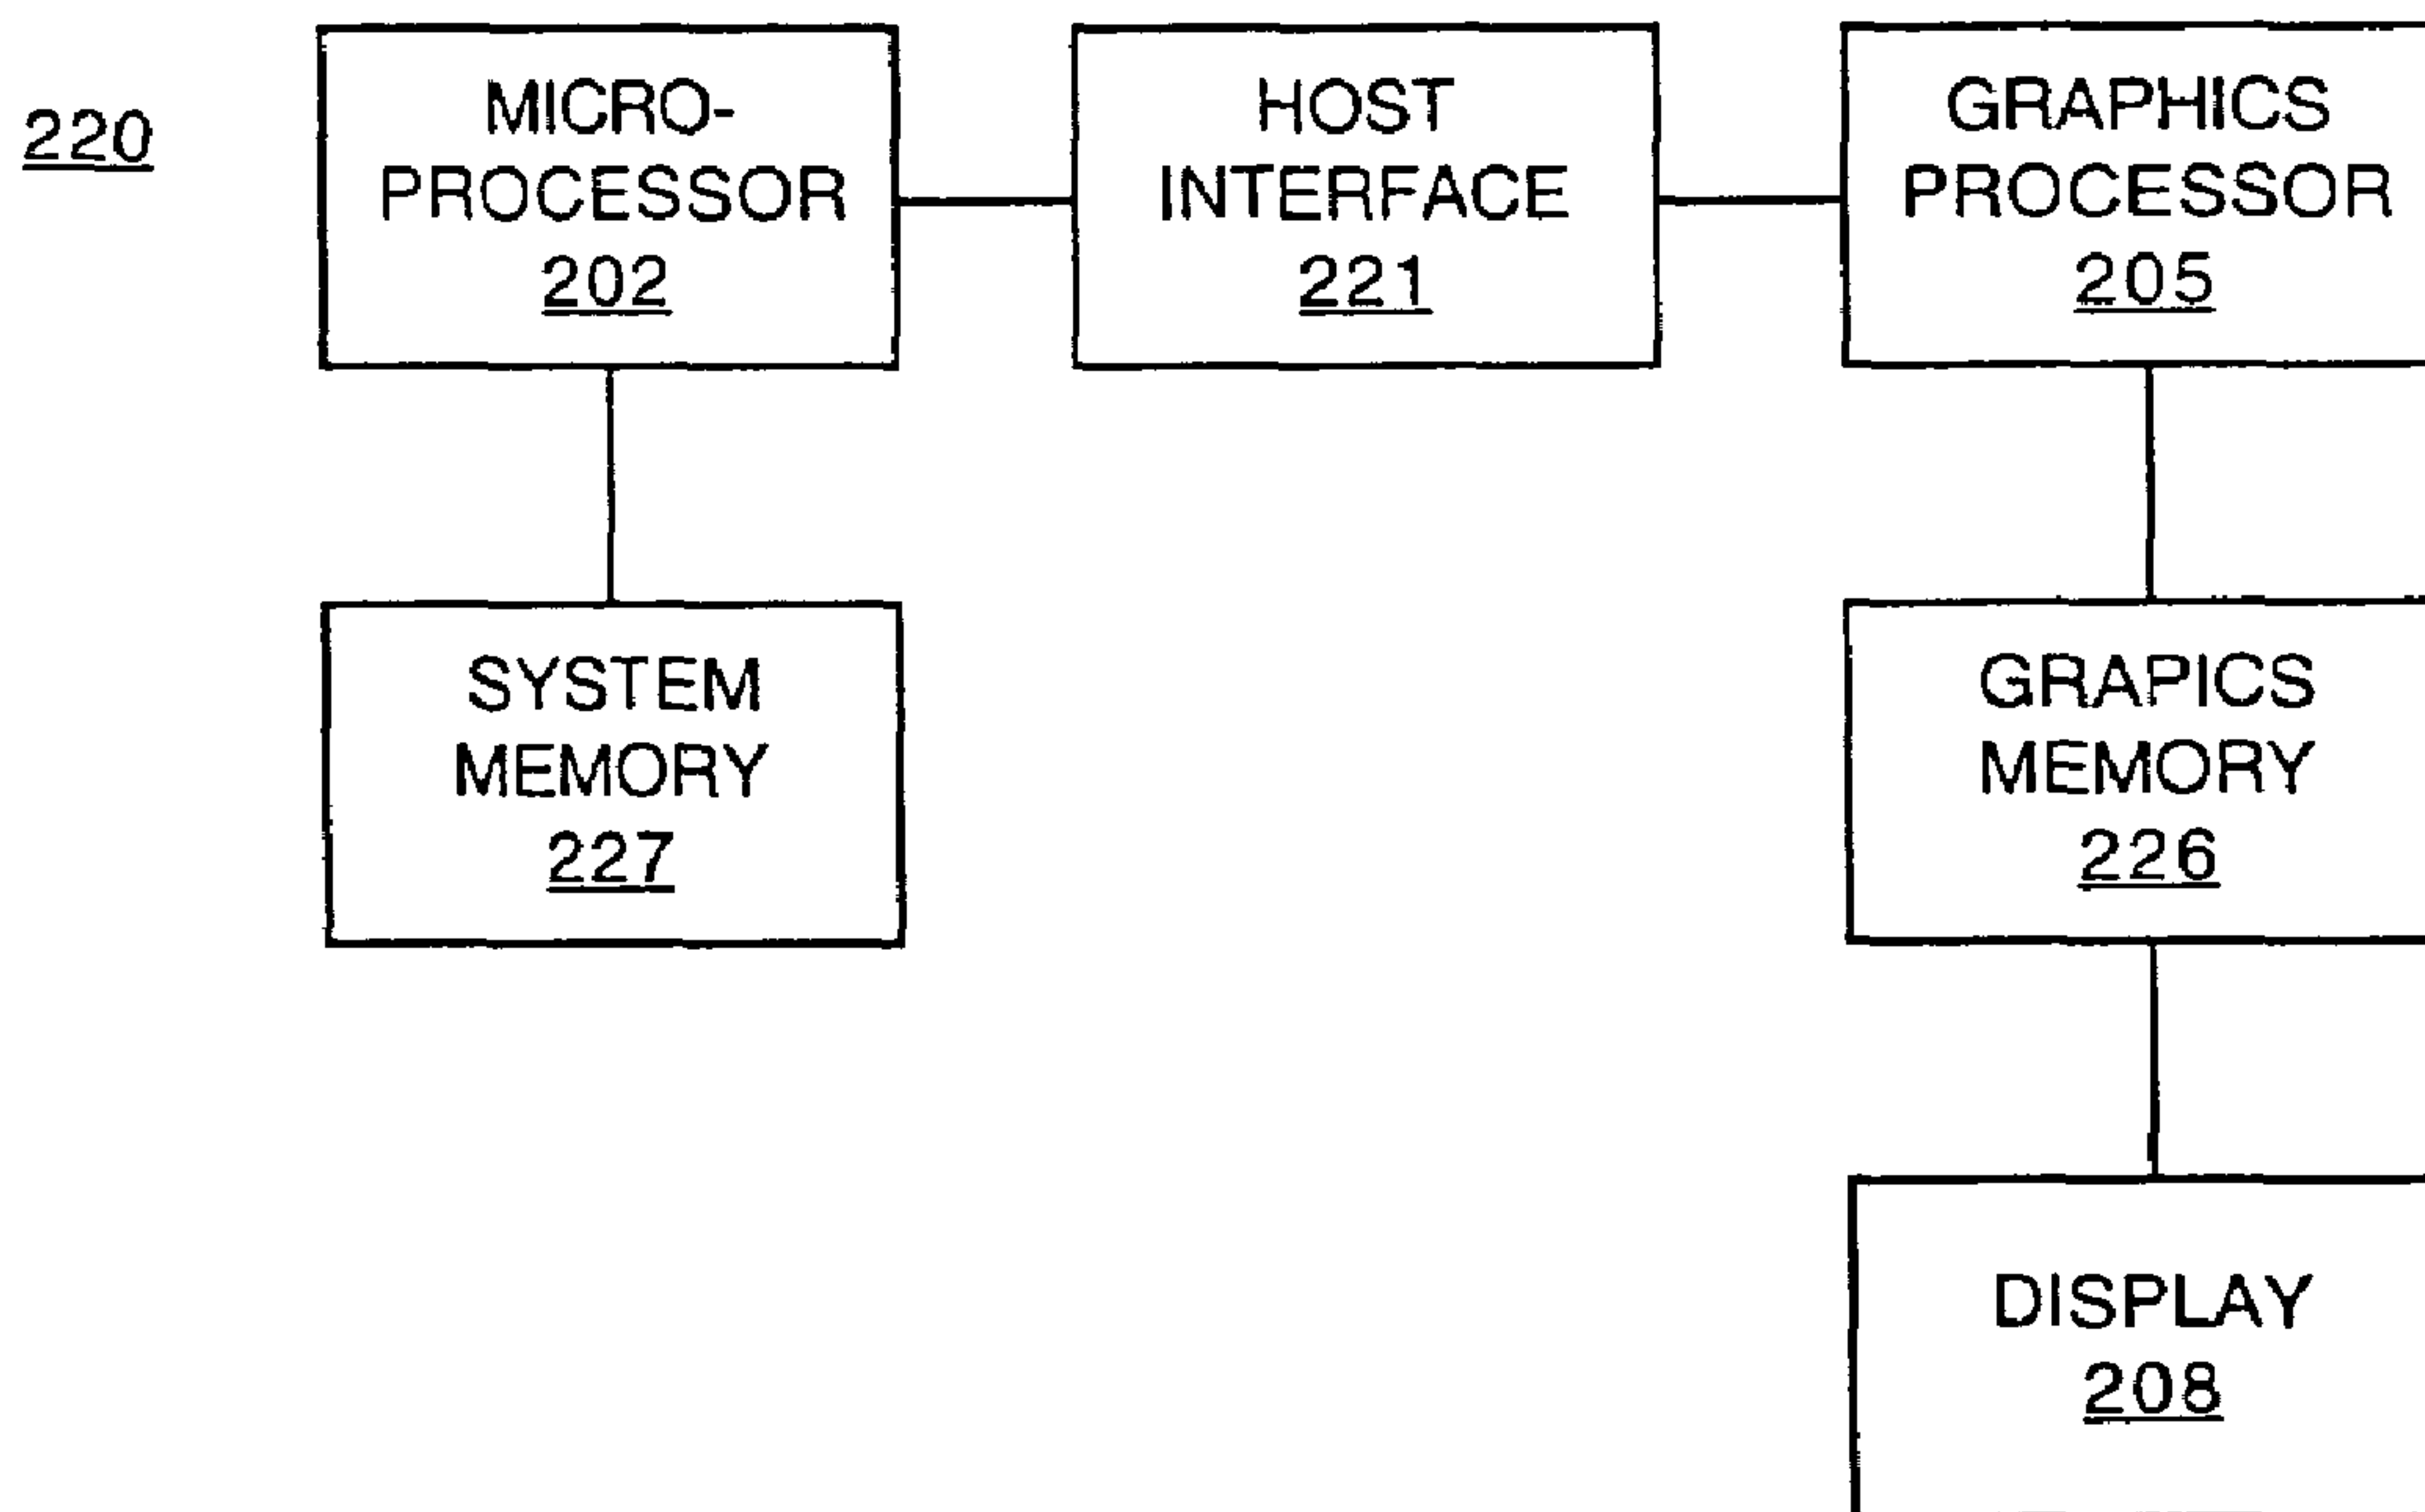 220
MICRO-
PROCESSOR
202
HOST
INTERFACE
221
GRAPHICS
PROCESSOR
205
SYSTEM
MEMORY
227
GRAPICS
MEMORY
226
DISPLAY
208